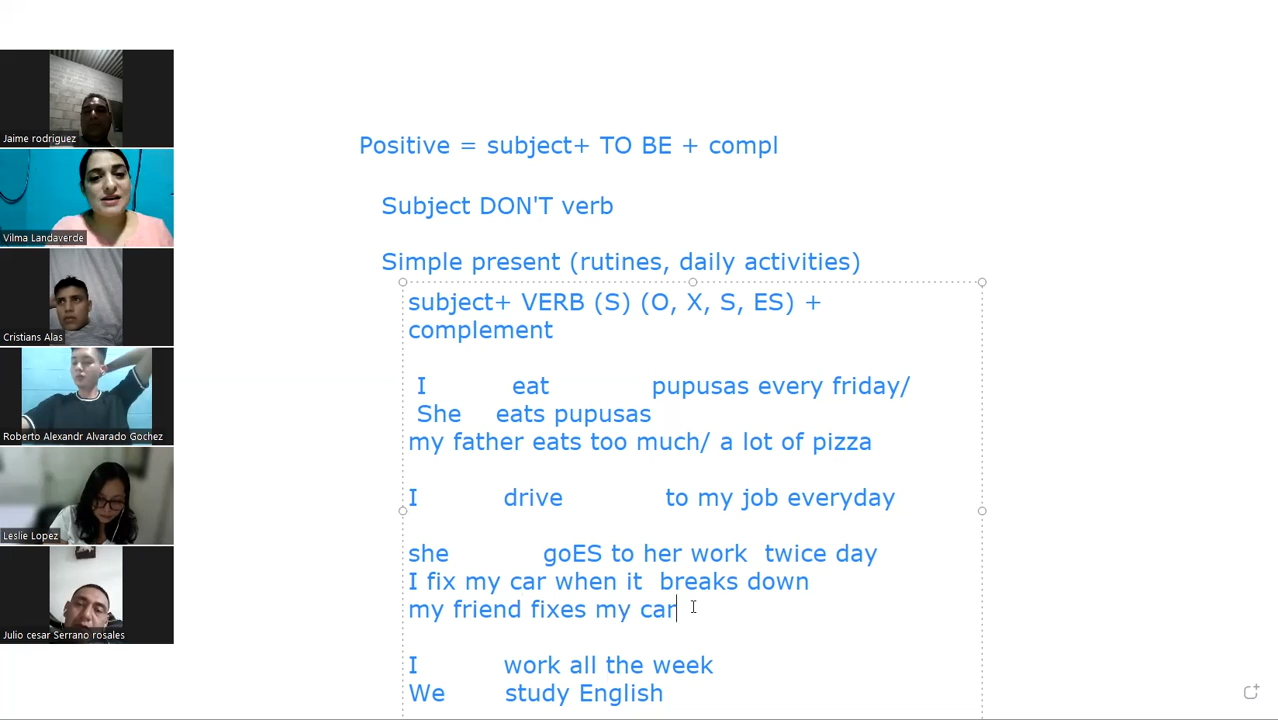 Jaime rodriguez
Vilma Landaverde
Cristians Alas
Roberto Alexandr Alvarado Gochez
Leslie Lopez
Julio cesar Serrano rosales
Positive = subject+ TO BE + compl
Subject DON'T verb
Simple present (rutines, daily activities)
subject+ VERB (S) (O, X, S, ES) +
complement
I eat pupusas every friday/
She eats pupusas
my father eats too much/ a lot of pizza
I drive to my job everyday
she goES to her work twice day
I fix my car when it breaks down
my friend fixes my car
I work all the week
We study English